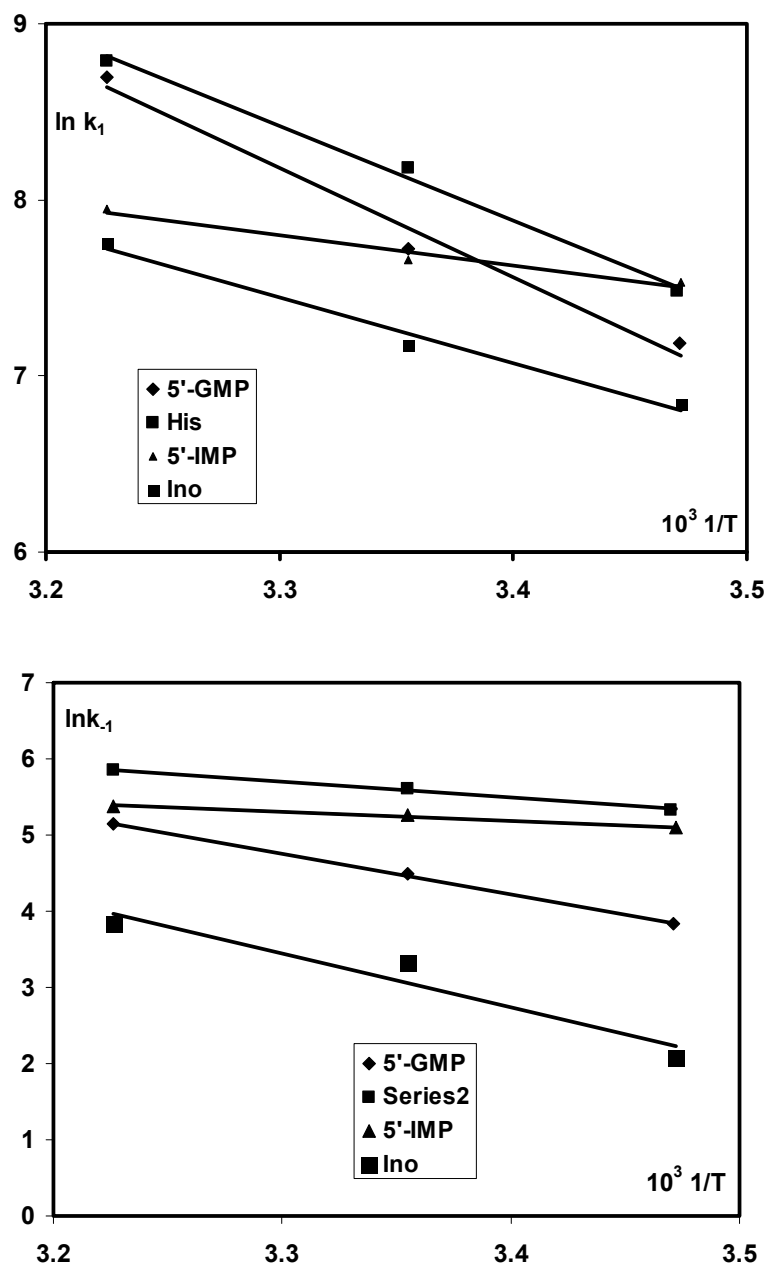 9
ln k₁
8
7
5'-GMP
His
5'-IMP
Ino
10³ 1/T
6
3.2 3.3 3.4 3.5
7
lnk₋₁
6
5
4
3
5'-GMP
2
Series2
5'-IMP
1
Ino
10³ 1/T
0
3.2 3.3 3.4 3.5